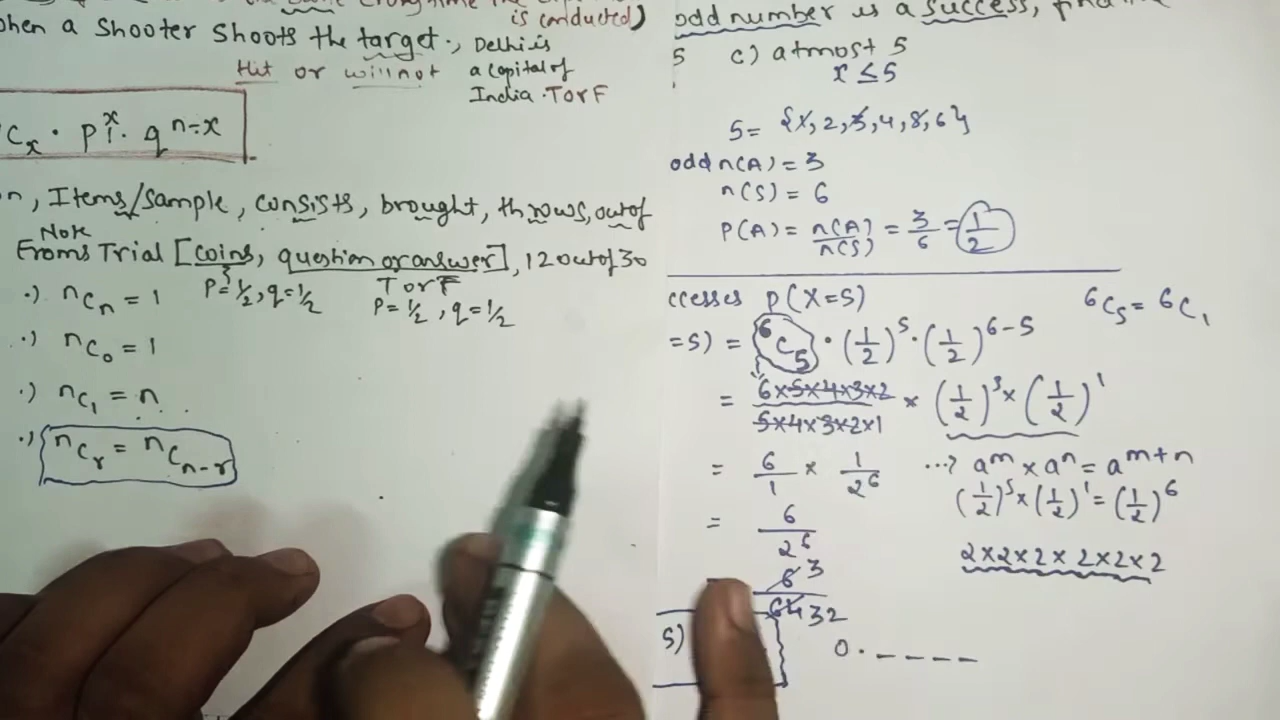 is conducted)
when a Shooter Shoots the target.,
Delhi is
a capital of
India. T or F
Hit or will not
Cx · p^x · q^n-x
n, Items/Sample, consists, brought, throws, out of
Note
From s Trial [coins, question or answer], 12 out of 30
P=1/2, q=1/2
T or F
P=1/2, q=1/2
·) nCn = 1
·) nC0 = 1
·) nC1 = n
·) nCr = nCn-r
odd number is a success,
5 c) atmost 5
x ≤ 5
S = {1, 2, 3, 4, 5, 6}
odd n(A) = 3
n(S) = 6
P(A) = n(A)/n(S) = 3/6 = 1/2
ccesses P(X=5)
6C5 = 6C1
=5) = 6C5 · (1/2)^5 · (1/2)^6-5
= 6×5×4×3×2 / 5×4×3×2×1 × (1/2)^5 × (1/2)^1
= 6/1 × 1/2^6 ...? a^m × a^n = a^m+n
(1/2)^5 × (1/2)^1 = (1/2)^6
= 6/2^6
2×2×2×2×2×2
6 3
64 32
5)
0. _ _ _ _